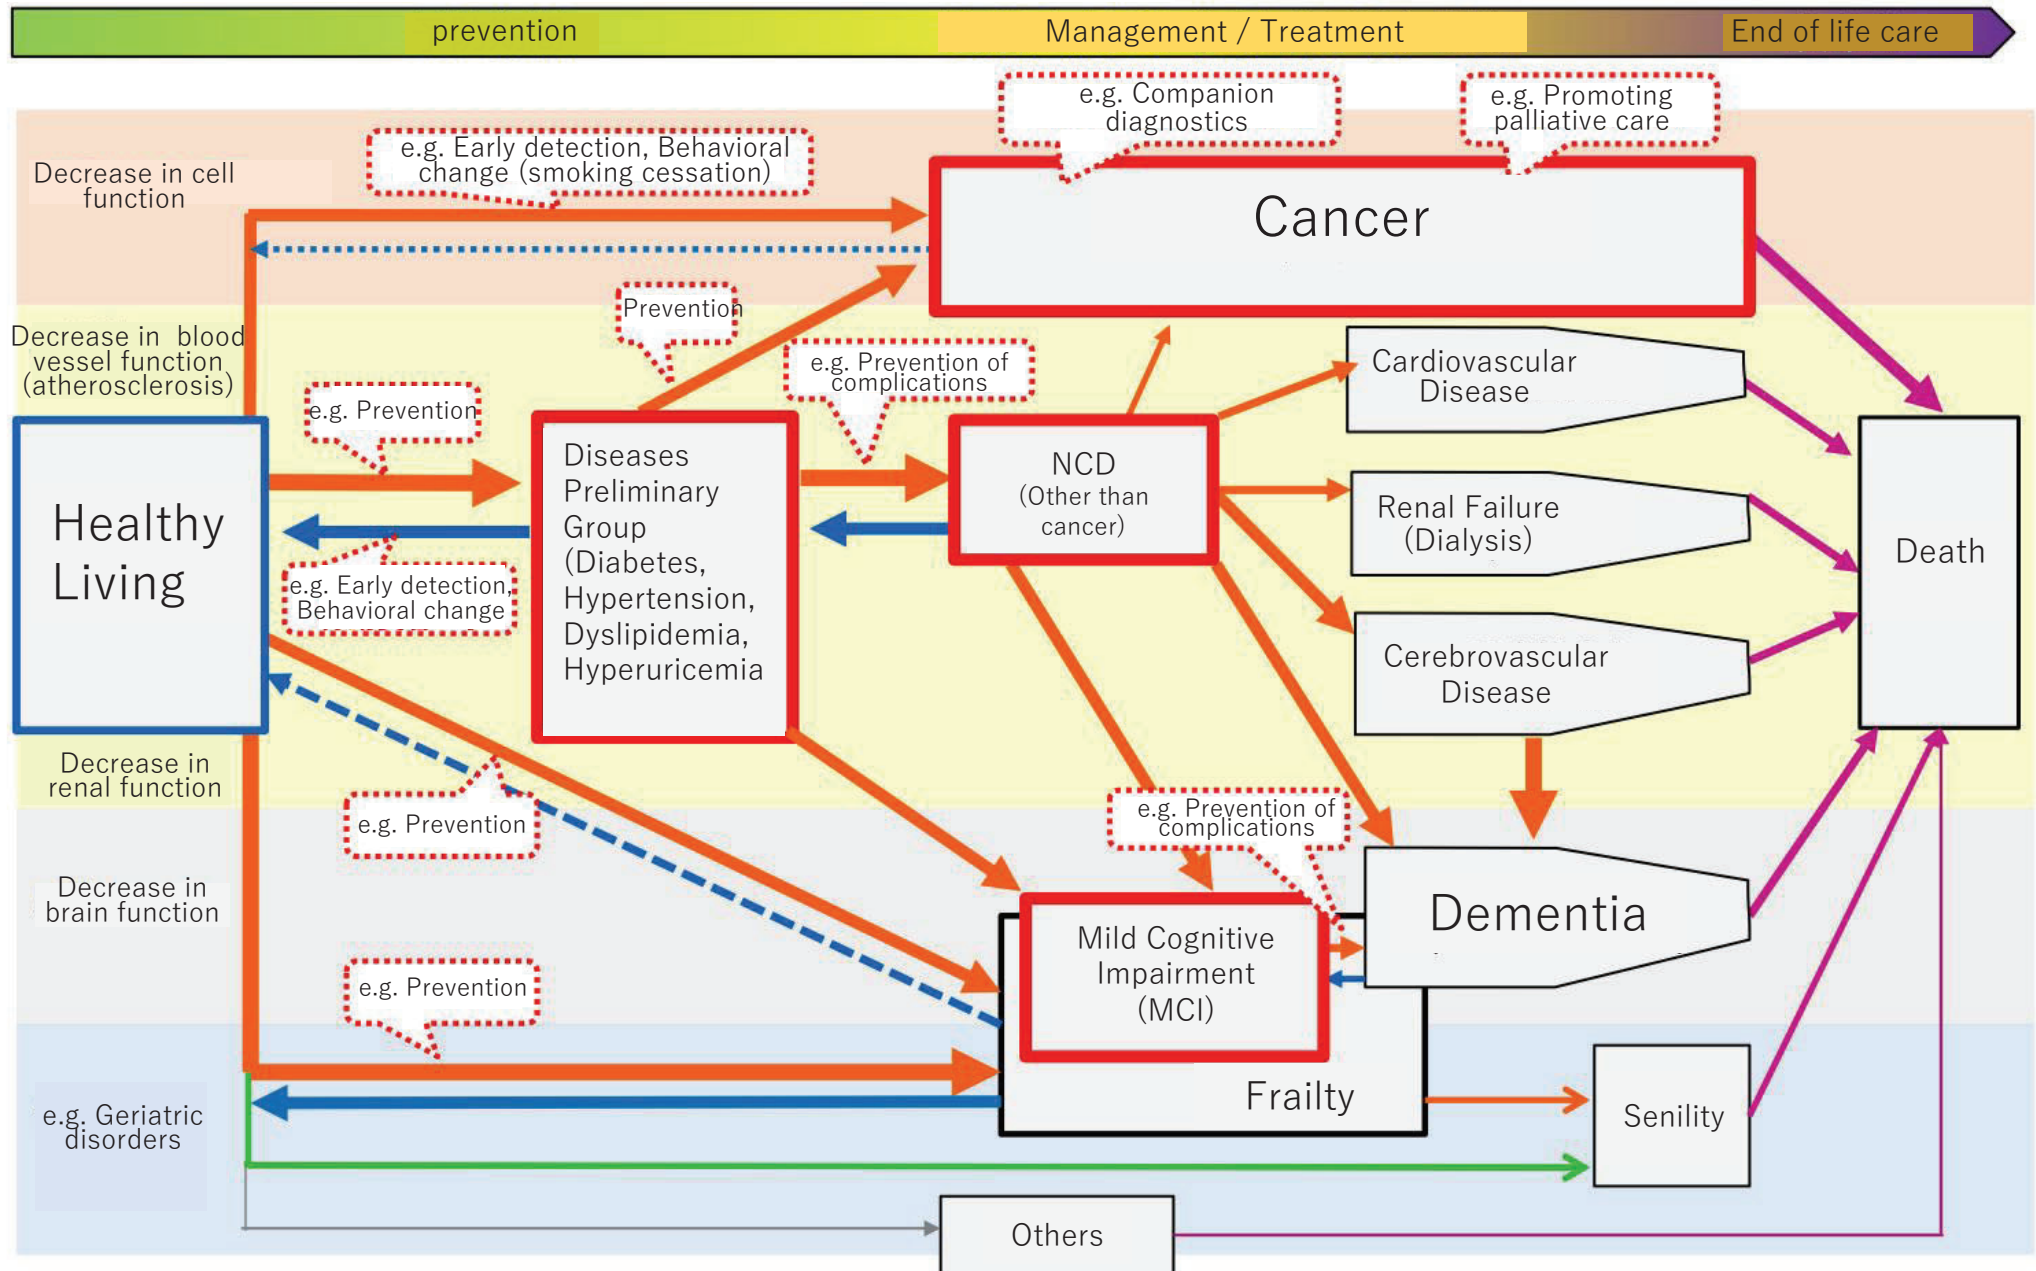 prevention
Management / Treatment
End of life care
e.g. Companion
diagnostics
e.g. Promoting
palliative care
e.g. Early detection, Behavioral
change (smoking cessation)
Decrease in cell
function
Cancer
Prevention
Decrease in blood
vessel function
(atherosclerosis)
e.g. Prevention of
complications
Cardiovascular
Disease
e.g. Prevention
Healthy
Living
Diseases
Preliminary
Group
(Diabetes,
Hypertension,
Dyslipidemia,
Hyperuricemia
NCD
(Other than
cancer)
Renal Failure
(Dialysis)
Death
e.g. Early detection,
Behavioral change
Cerebrovascular
Disease
Decrease in
renal function
e.g. Prevention
e.g. Prevention of
complications
Decrease in
brain function
Dementia
Mild Cognitive
Impairment
(MCI)
e.g. Prevention
Frailty
e.g. Geriatric
disorders
Senility
Others